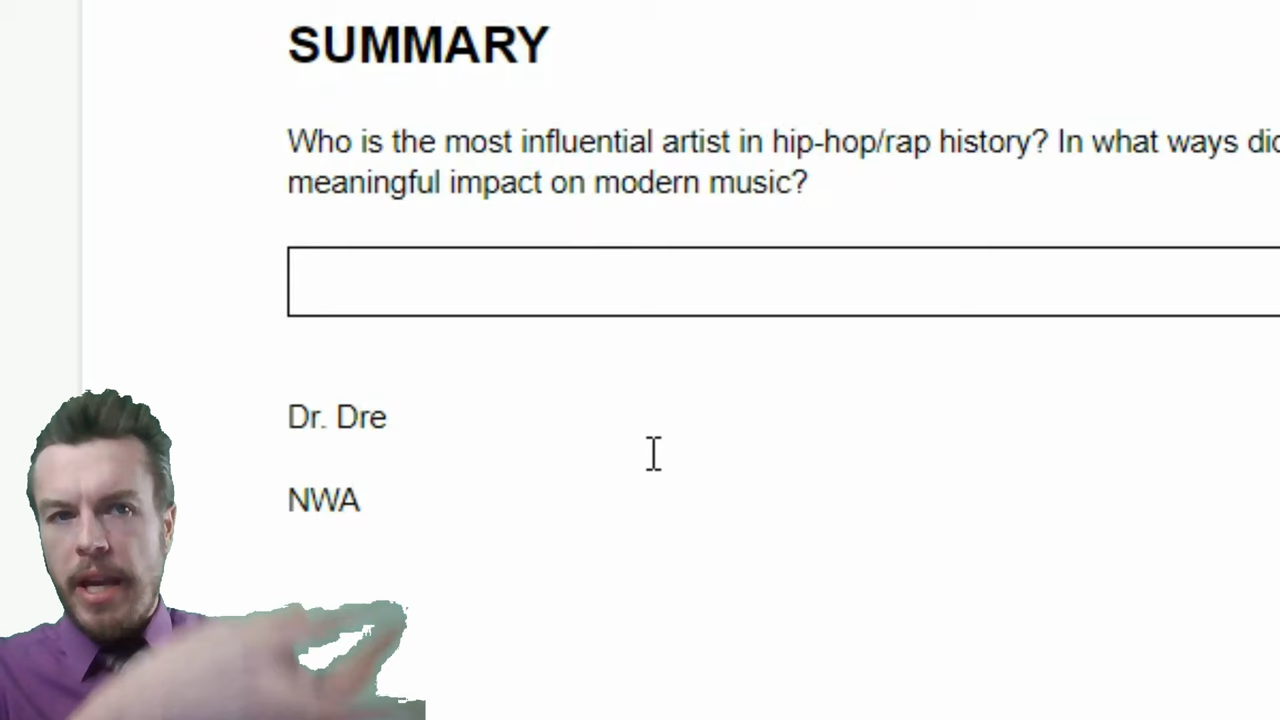 SUMMARY
Who is the most influential artist in hip-hop/rap history? In what ways
meaningful impact on modern music?
Dr. Dre
NWA